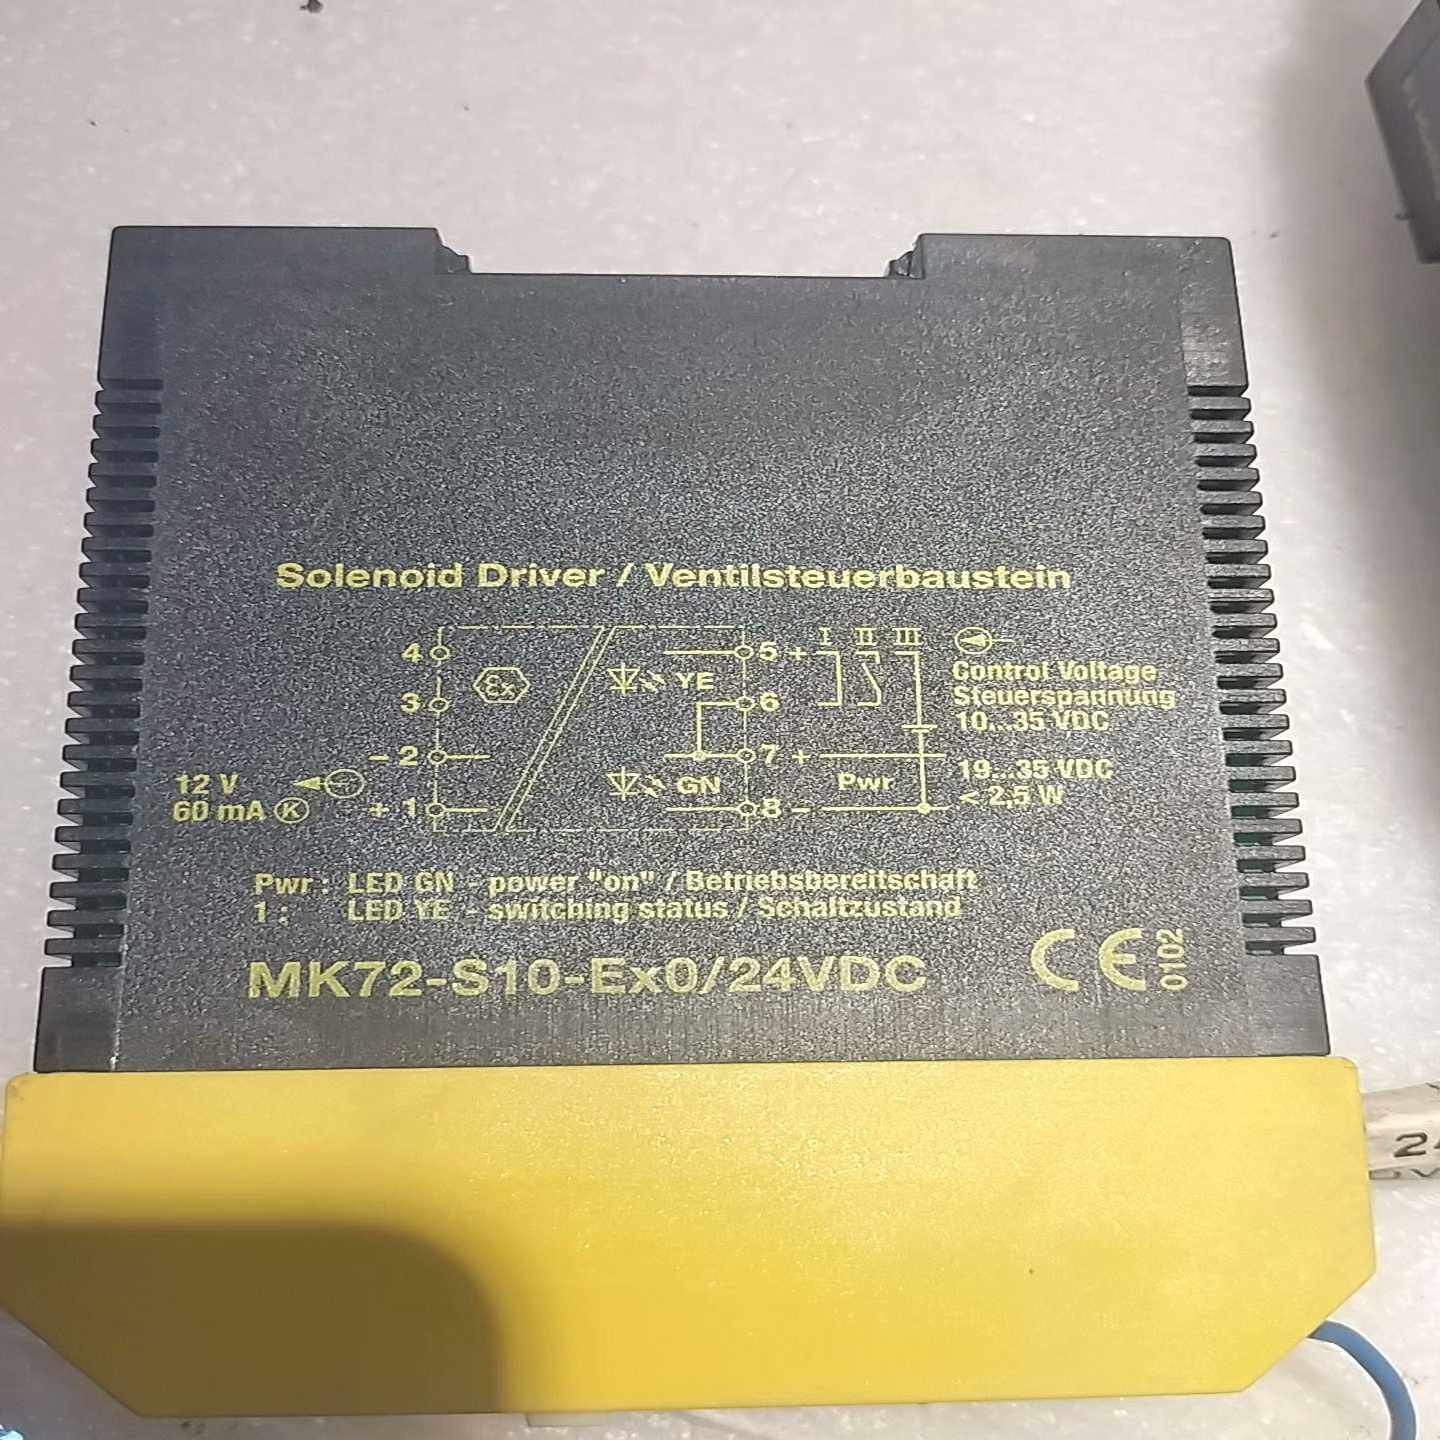 Solenoid Driver / Ventilsteuerbaustein
4 Ex 5 + I II III
YE Control Voltage
3 6 Steuerspannung
10...35 VDC
- 2 7 + 19...35 VDC
12 V GN Pwr < 2,5 W
60 mA K + 1 8 -
Pwr : LED GN - power "on" / Betriebsbereitschaft
1 : LED YE - switching status / Schaltzustand
MK72-S10-Ex0/24VDC CE 0102